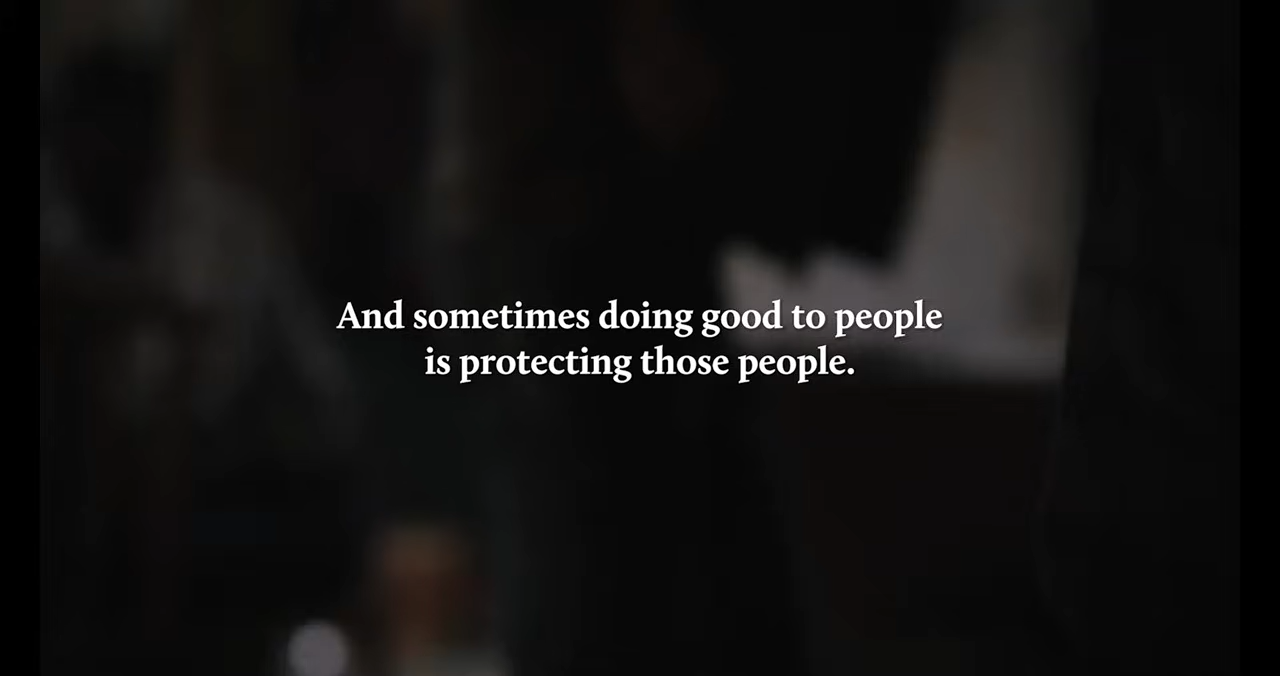 And sometimes doing good to people
is protecting those people.